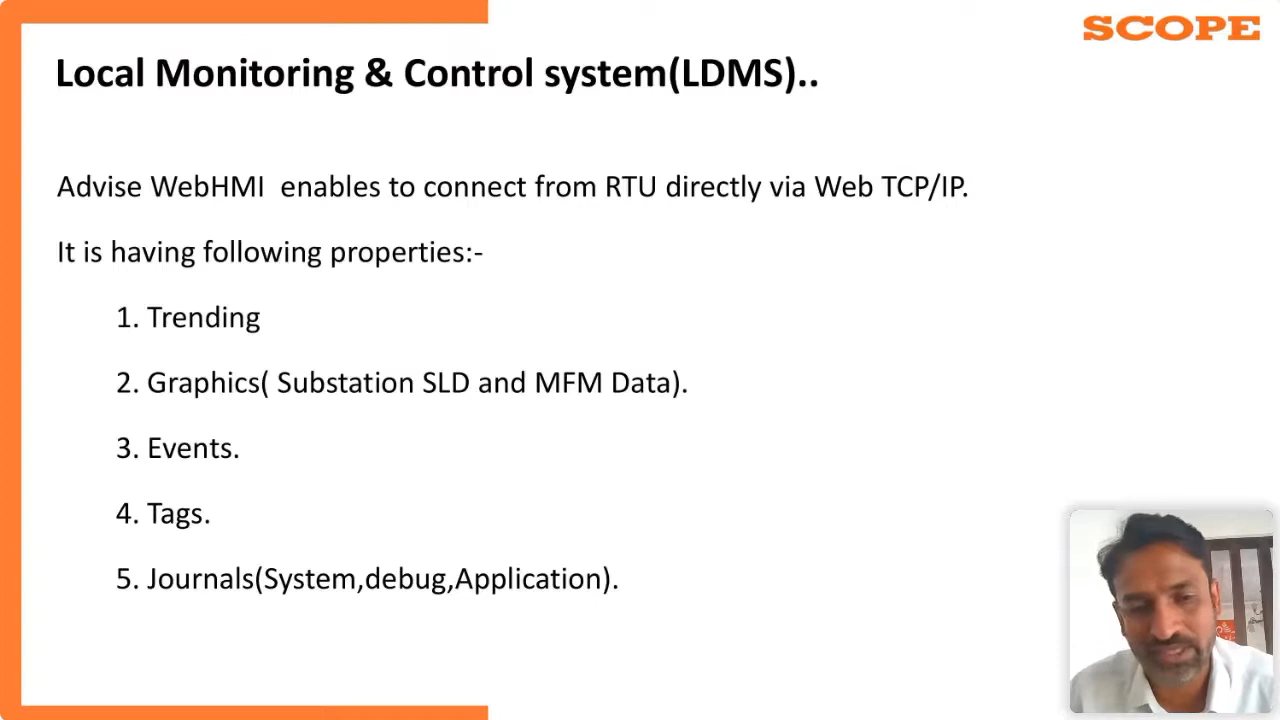 SCOPE
Local Monitoring & Control system(LDMS)..
Advise WebHMI  enables to connect from RTU directly via Web TCP/IP.
It is having following properties:-
1. Trending
2. Graphics( Substation SLD and MFM Data).
3. Events.
4. Tags.
5. Journals(System,debug,Application).